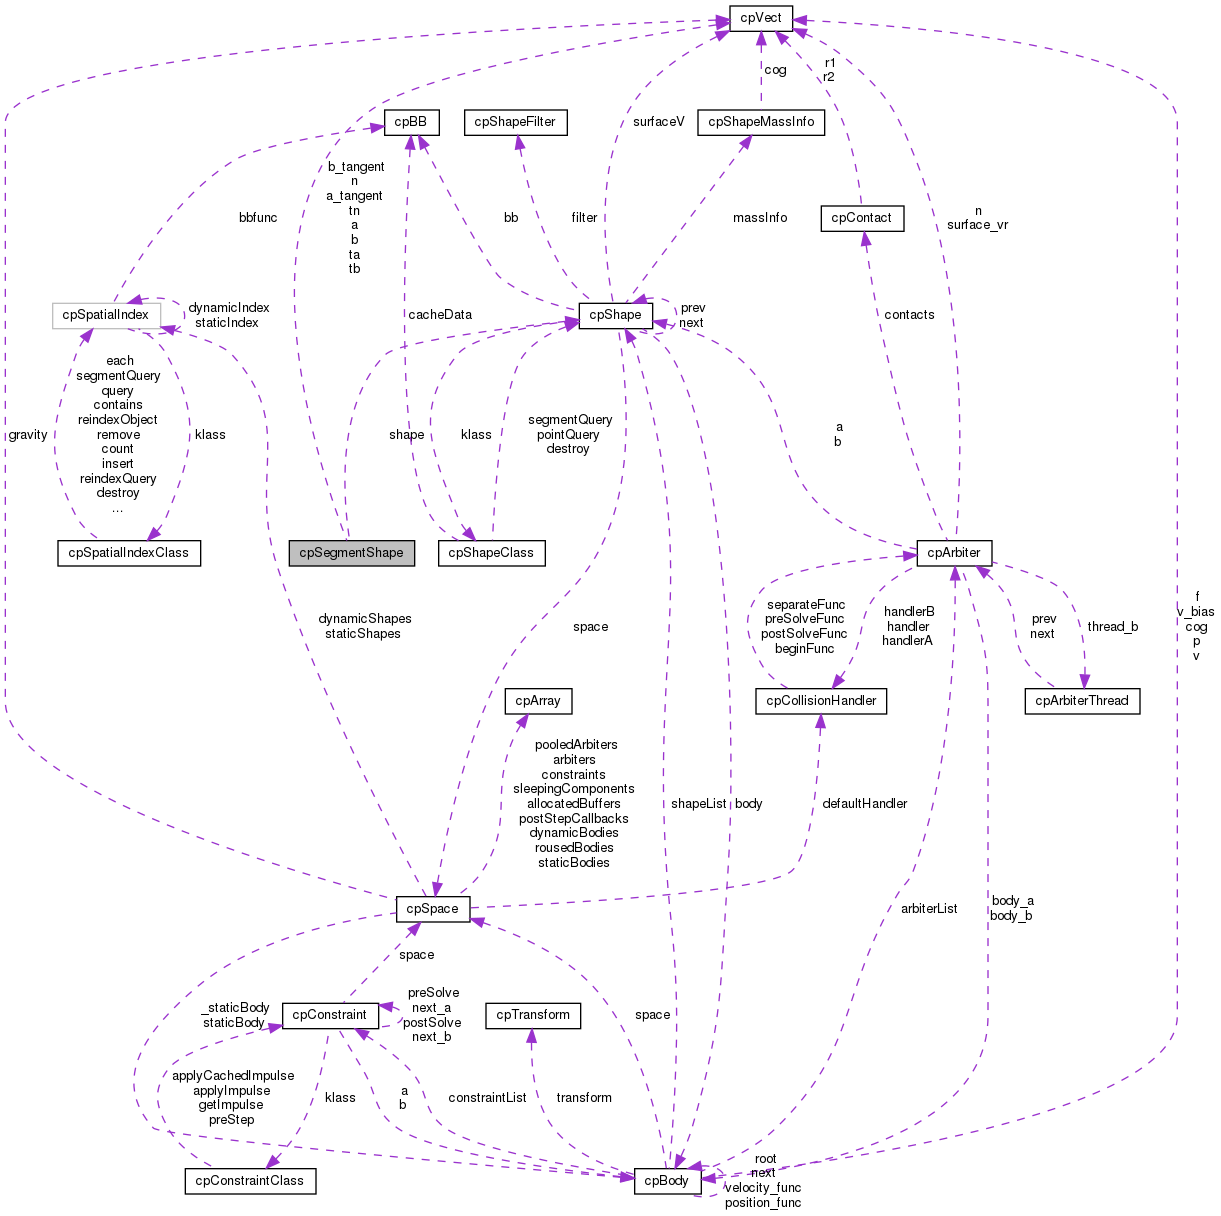 cpVect
cog
r1
r2
cpBB
cpShapeFilter
cpShapeMassInfo
surfaceV
b_tangent
n
a_tangent
tn
a
b
ta
tb
bbfunc
bb
filter
massInfo
cpContact
n
surface_vr
cpSpatialIndex
dynamicIndex
staticIndex
cacheData
cpShape
prev
next
contacts
each
segmentQuery
query
contains
reindexObject
remove
count
insert
reindexQuery
destroy
...
gravity
klass
shape
klass
segmentQuery
pointQuery
destroy
a
b
cpSpatialIndexClass
cpSegmentShape
cpShapeClass
cpArbiter
dynamicShapes
staticShapes
space
separateFunc
preSolveFunc
postSolveFunc
beginFunc
handlerB
handler
handlerA
prev
next
thread_b
f
v_bias
cog
p
v
cpArray
cpCollisionHandler
cpArbiterThread
pooledArbiters
arbiters
constraints
sleepingComponents
allocatedBuffers
postStepCallbacks
dynamicBodies
rousedBodies
staticBodies
shapeList
body
defaultHandler
cpSpace
arbiterList
body_a
body_b
space
_staticBody
staticBody
cpConstraint
preSolve
next_a
postSolve
next_b
cpTransform
space
applyCachedImpulse
applyImpulse
getImpulse
preStep
klass
a
b
constraintList
transform
cpConstraintClass
cpBody
root
next
velocity_func
position_func